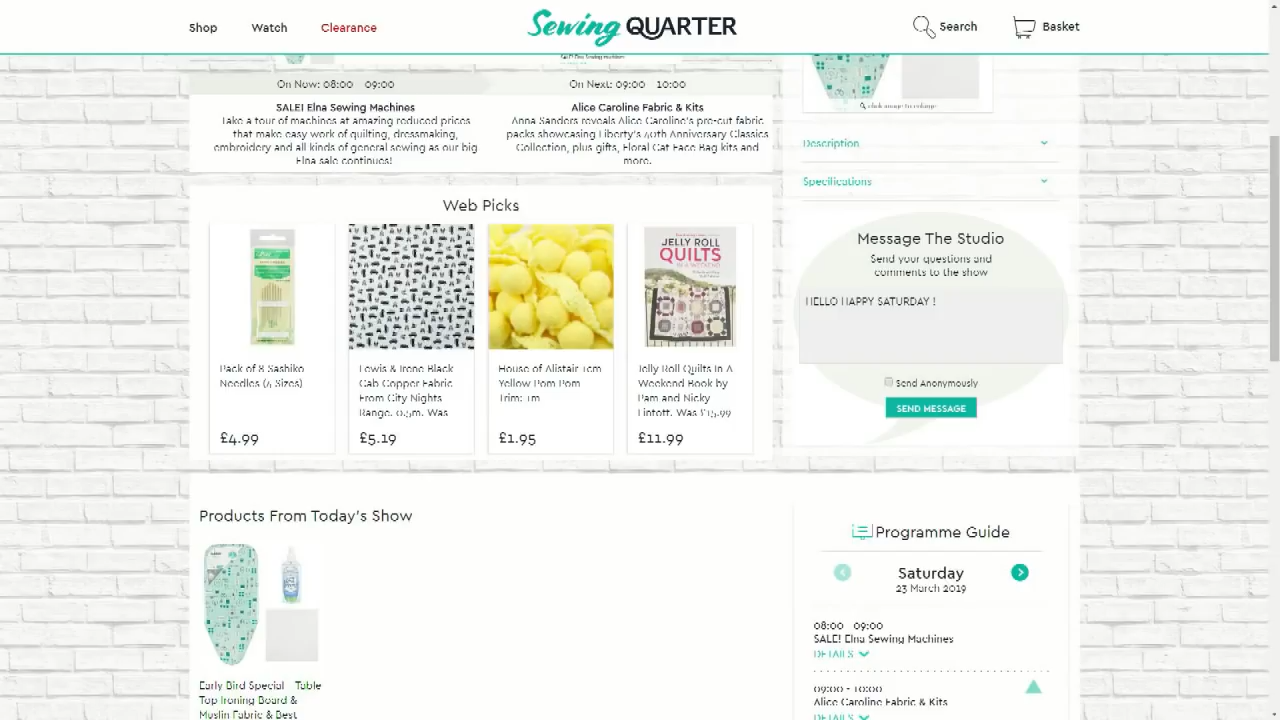 Shop Watch Clearance Sewing QUARTER Search Basket
On Now: 08:00 09:00
SALE! Elna Sewing Machines
Take a tour of machines at amazing reduced prices
that make easy work of quilting, dressmaking,
embroidery and all kinds of general sewing as our big
Elna sale continues!
On Next: 09:00 10:00
Alice Caroline Fabric & Kits
Anna Sanders reveals Alice Caroline's pre-cut fabric
packs showcasing Liberty's 40th Anniversary Classics
Collection, plus gifts, Floral Cat Face Bag kits and
more.
click image to enlarge
Description
Specifications
Message The Studio
Send your questions and
comments to the show
HELLO HAPPY SATURDAY !
Send Anonymously
SEND MESSAGE
Web Picks
Pack of 8 Sashiko
Needles (4 Sizes)
£4.99
Lewis & Irene Black
Cab Copper Fabric
From City Nights
Range. 0.5m. Was
£5.19
House of Alistair 1cm
Yellow Pom Pom
Trim: 1m
£1.95
JELLY ROLL
QUILTS
IN A WEEKEND
Jelly Roll Quilts In A
Weekend Book by
Pam and Nicky
Lintott. Was £15.99
£11.99
Products From Today's Show
Early Bird Special Table
Top Ironing Board &
Muslin Fabric & Best
Programme Guide
Saturday
23 March 2019
08:00 09:00
SALE! Elna Sewing Machines
DETAILS
09:00 - 10:00
Alice Caroline Fabric & Kits
DETAILS